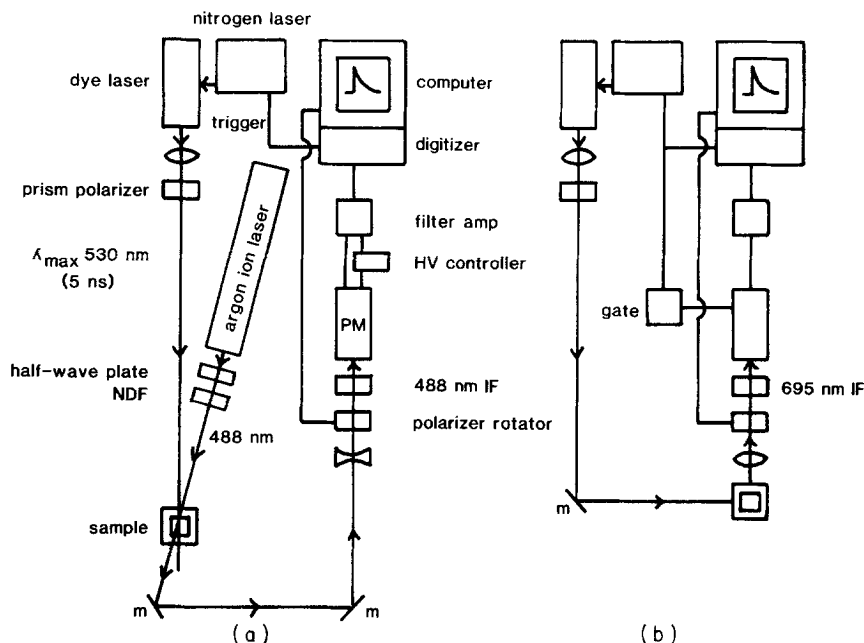 nitrogen laser
dye laser
computer
trigger
digitizer
prism polarizer
filter amp
λmax 530 nm
(5 ns)
argon ion laser
HV controller
gate
PM
half-wave plate
NDF
488 nm IF
695 nm IF
polarizer rotator
488 nm
sample
m
m
m
(a)
(b)